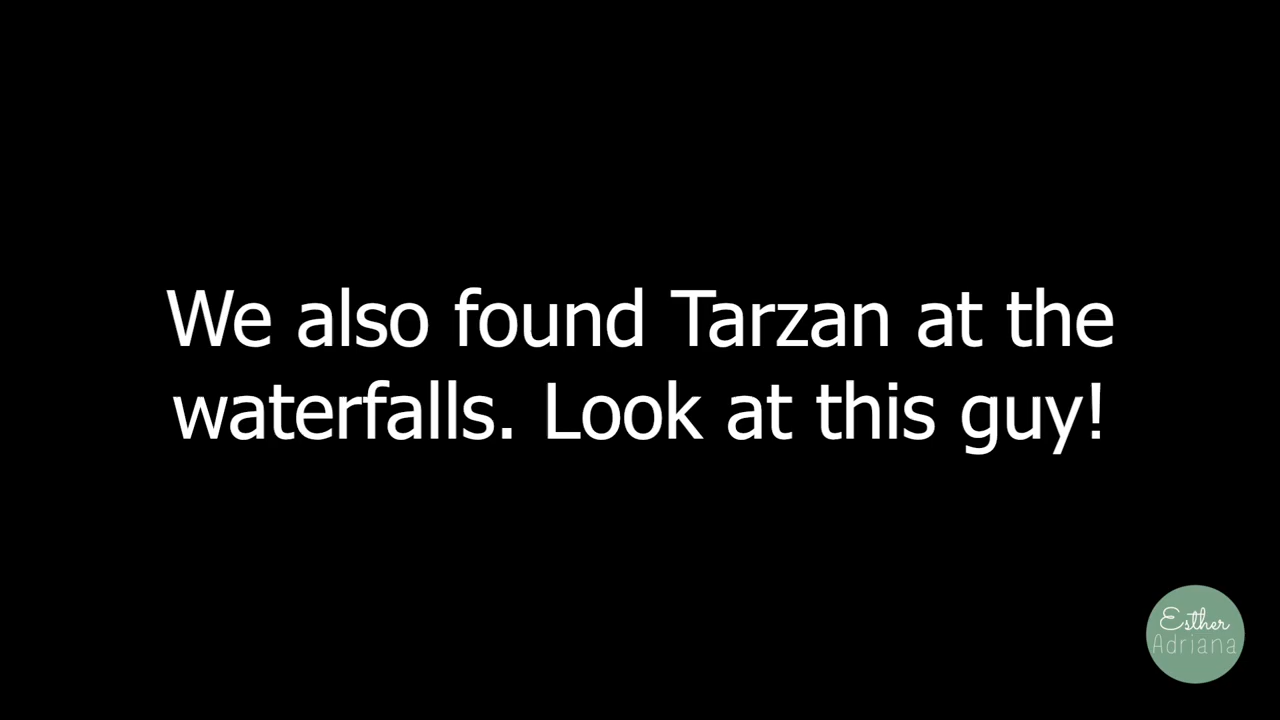 We also found Tarzan at the
waterfalls. Look at this guy!
Esther
Adriana